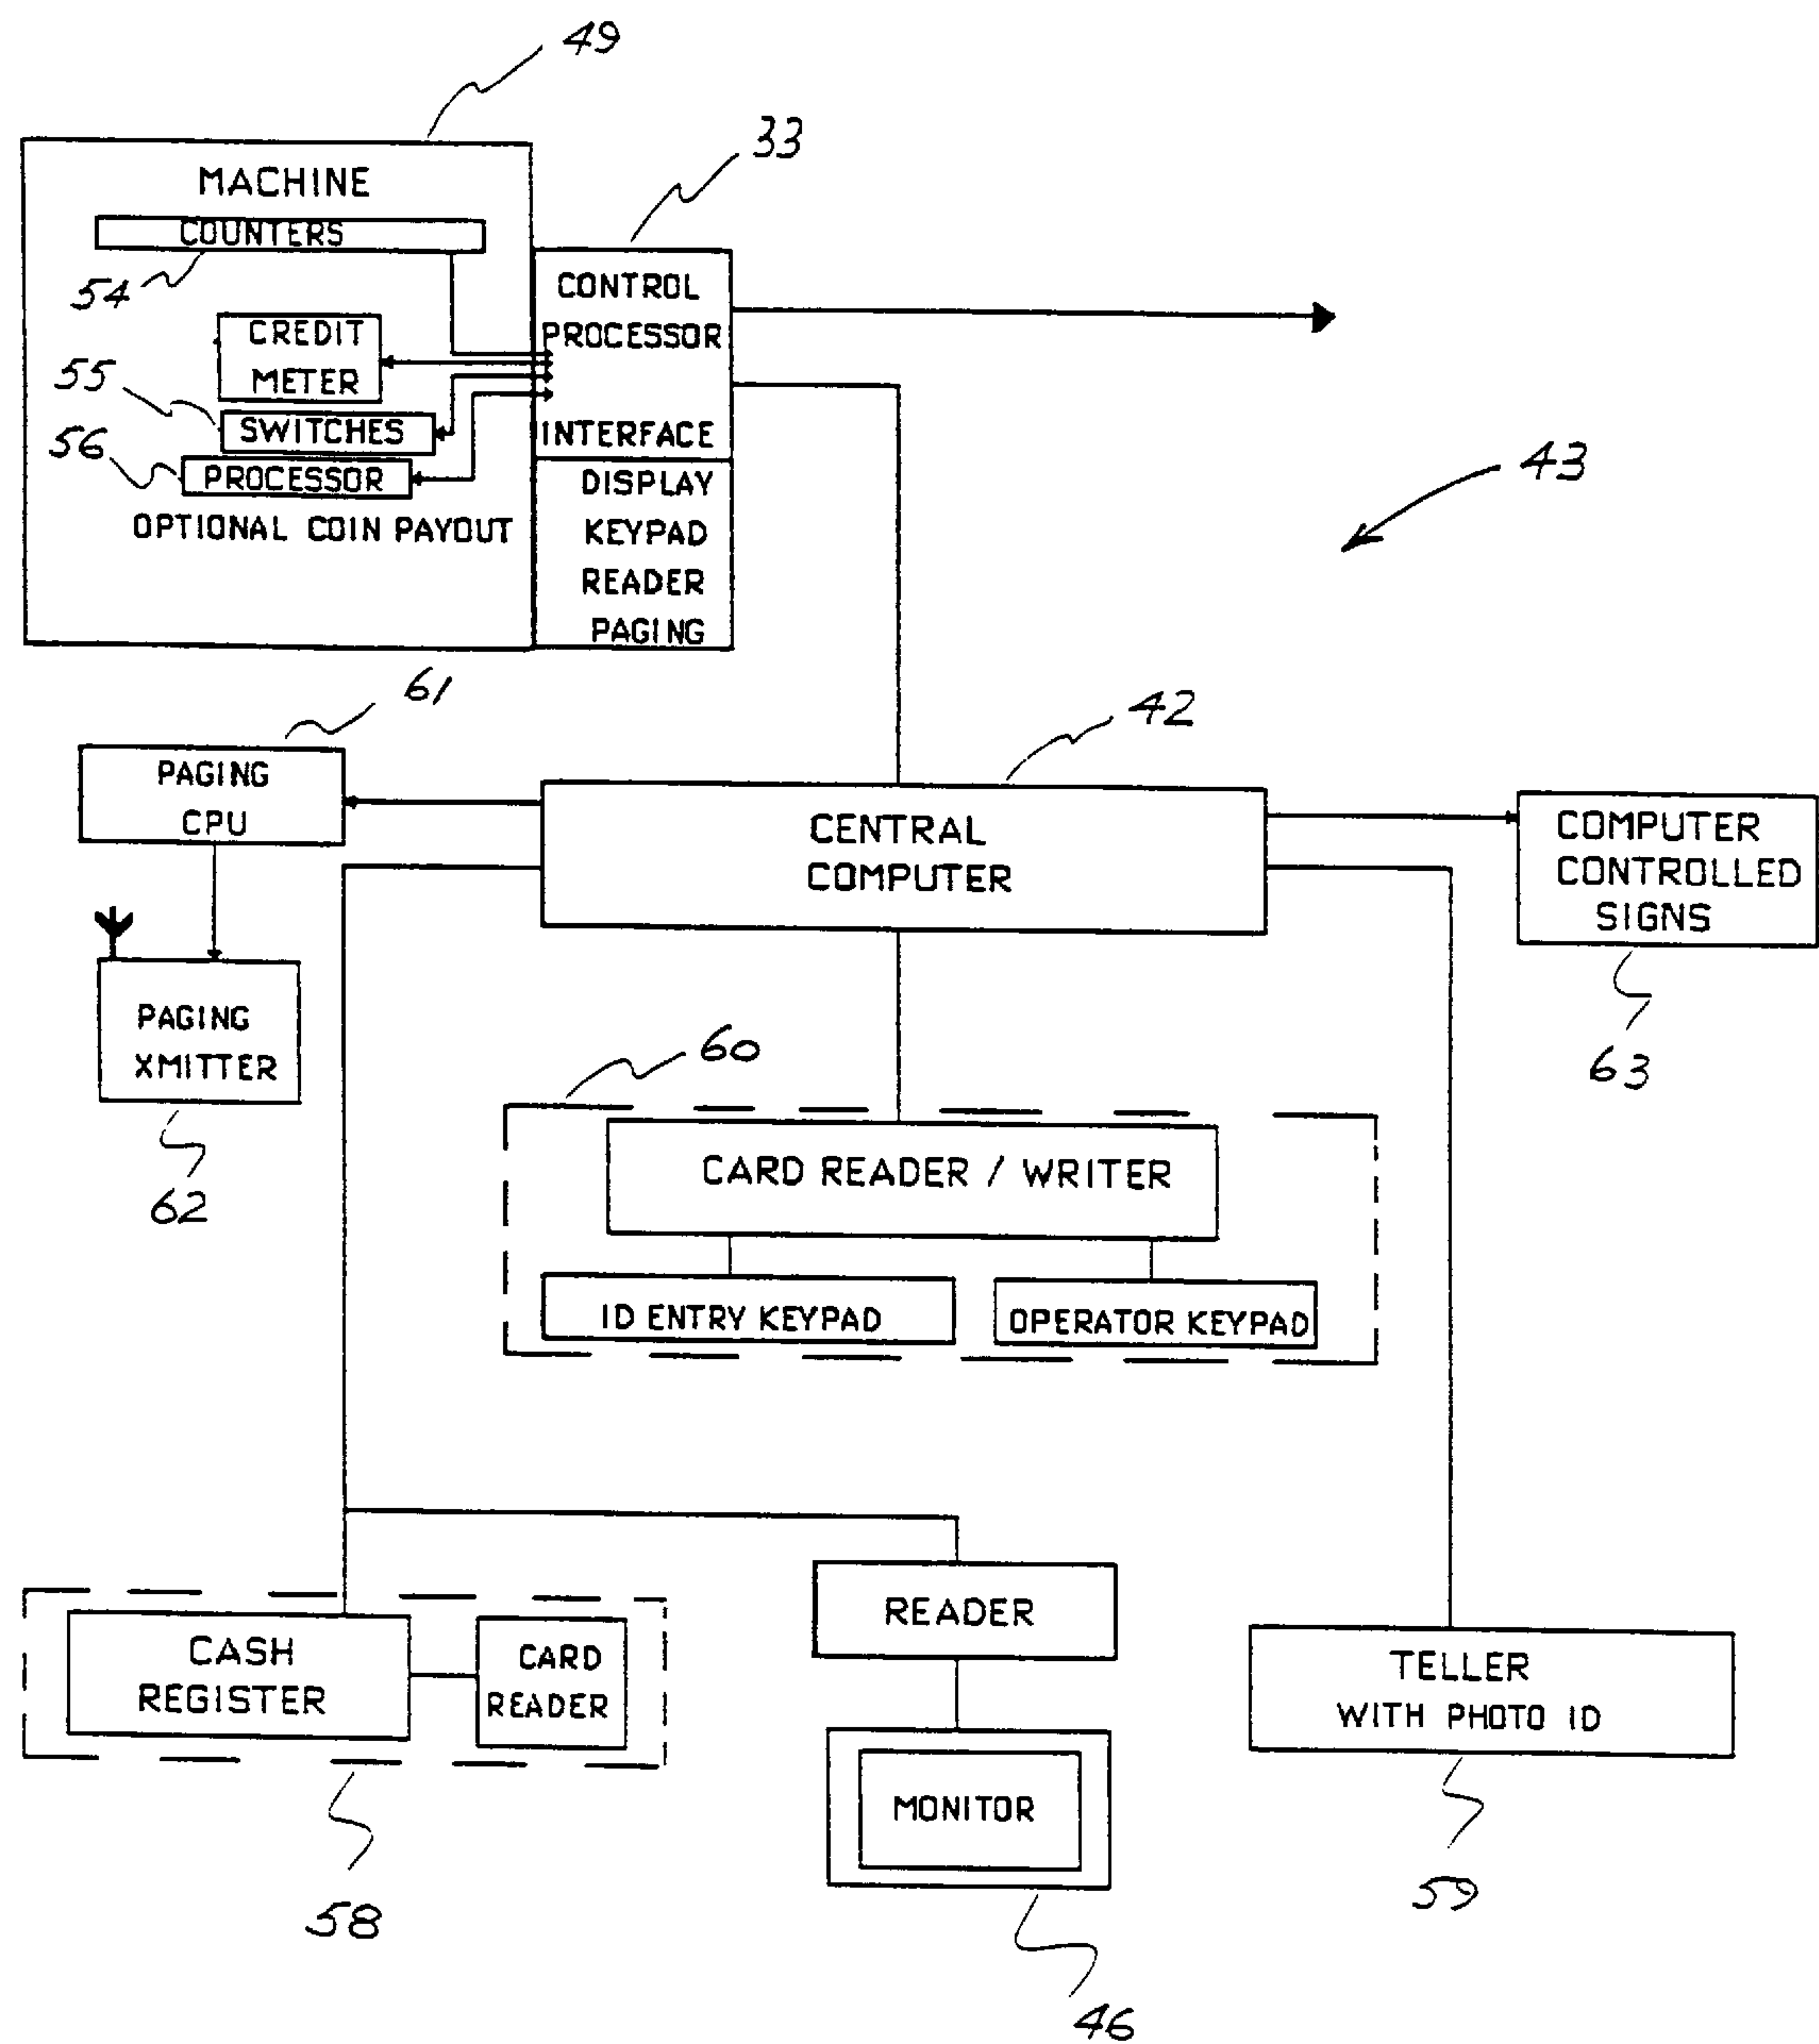 49
33
MACHINE
COUNTERS
54
CREDIT
METER
55
SWITCHES
56
PROCESSOR
OPTIONAL COIN PAYOUT
CONTROL
PROCESSOR
INTERFACE
DISPLAY
KEYPAD
READER
PAGING
43
61
42
PAGING
CPU
CENTRAL
COMPUTER
COMPUTER
CONTROLLED
SIGNS
63
PAGING
XMITTER
62
60
CARD READER / WRITER
ID ENTRY KEYPAD
OPERATOR KEYPAD
CASH
REGISTER
CARD
READER
58
READER
MONITOR
46
TELLER
WITH PHOTO ID
59